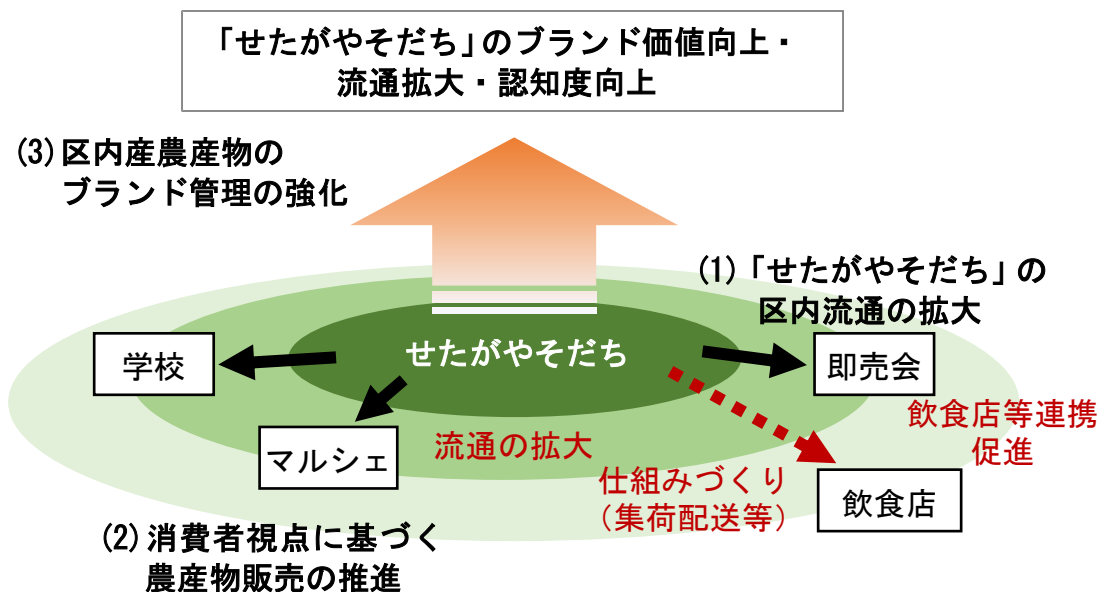 「せたがやそだち」のブランド価値向上・
流通拡大・認知度向上
(3) 区内産農産物の
ブランド管理の強化
(1)「せたがやそだち」の
区内流通の拡大
せたがやそだち
学校
即売会
マルシェ
流通の拡大
飲食店等連携
促進
仕組みづくり
（集荷配送等）
飲食店
(2) 消費者視点に基づく
農産物販売の推進